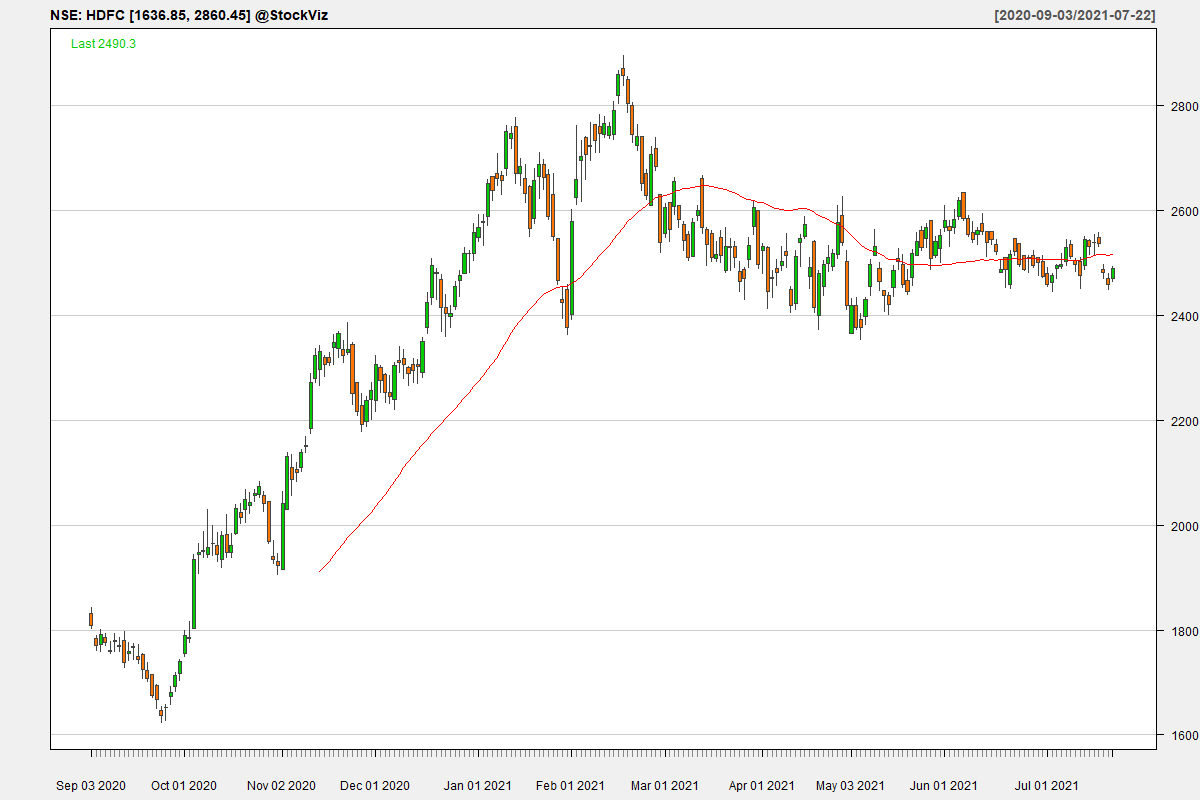 NSE: HDFC [1636.85, 2860.45] @StockViz [2020-09-03/2021-07-22]
Last 2490.3
2800
2600
2400
2200
2000
1800
1600
Sep 03 2020 Oct 01 2020 Nov 02 2020 Dec 01 2020 Jan 01 2021 Feb 01 2021 Mar 01 2021 Apr 01 2021 May 03 2021 Jun 01 2021 Jul 01 2021